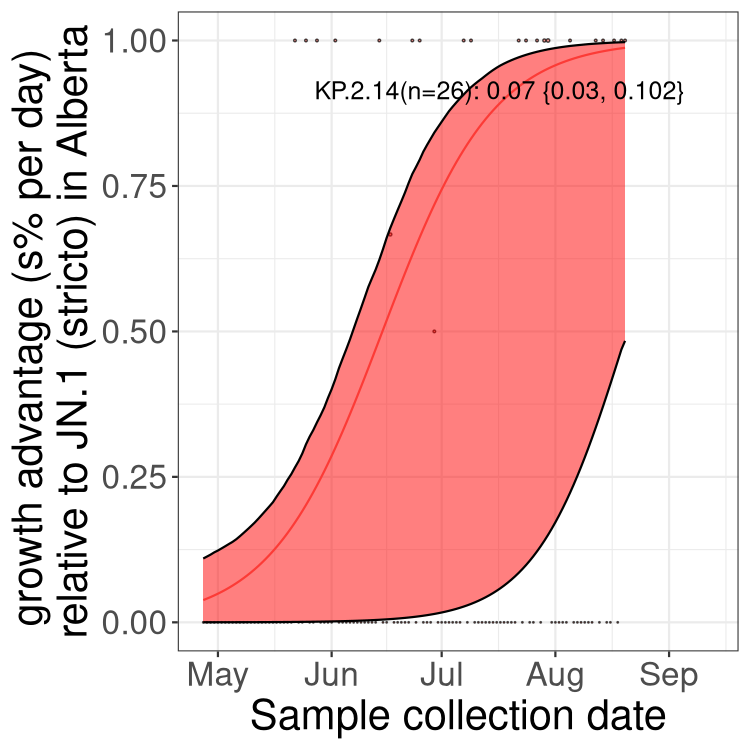 growth advantage (s% per day)
relative to JN.1 (stricto) in Alberta
1.00
0.75
0.50
0.25
0.00
KP.2.14(n=26): 0.07 {0.03, 0.102}
May Jun Jul Aug Sep
Sample collection date